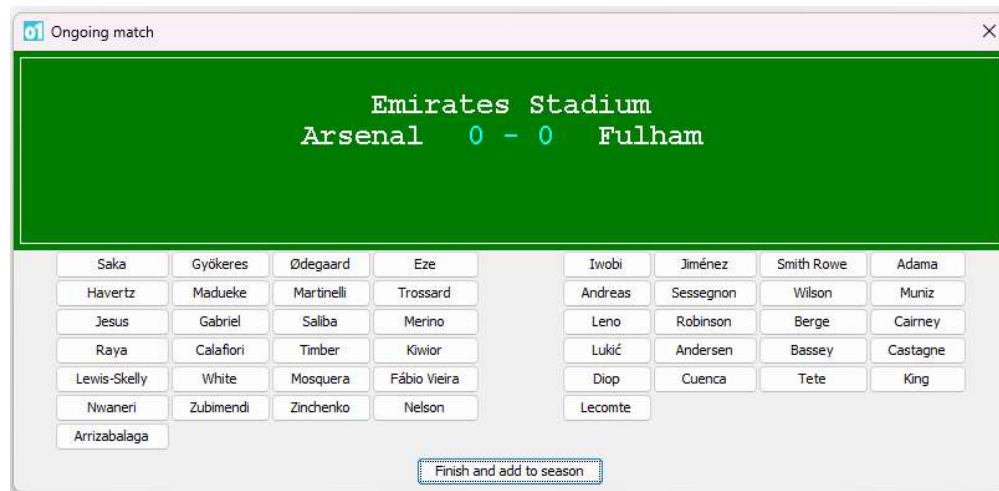 01 Ongoing match
Emirates Stadium
Arsenal 0 - 0 Fulham
Saka Gyökeres Ødegaard Eze Iwobi Jiménez Smith Rowe Adama
Havertz Madueke Martinelli Trossard Andreas Sessegnon Wilson Muniz
Jesus Gabriel Saliba Merino Leno Robinson Berge Cairney
Raya Calafiori Timber Kiwior Lukić Andersen Bassey Castagne
Lewis-Skelly White Mosquera Fábio Vieira Diop Cuenca Tete King
Nwaneri Zubimendi Zinchenko Nelson Lecomte
Arrizabalaga
Finish and add to season